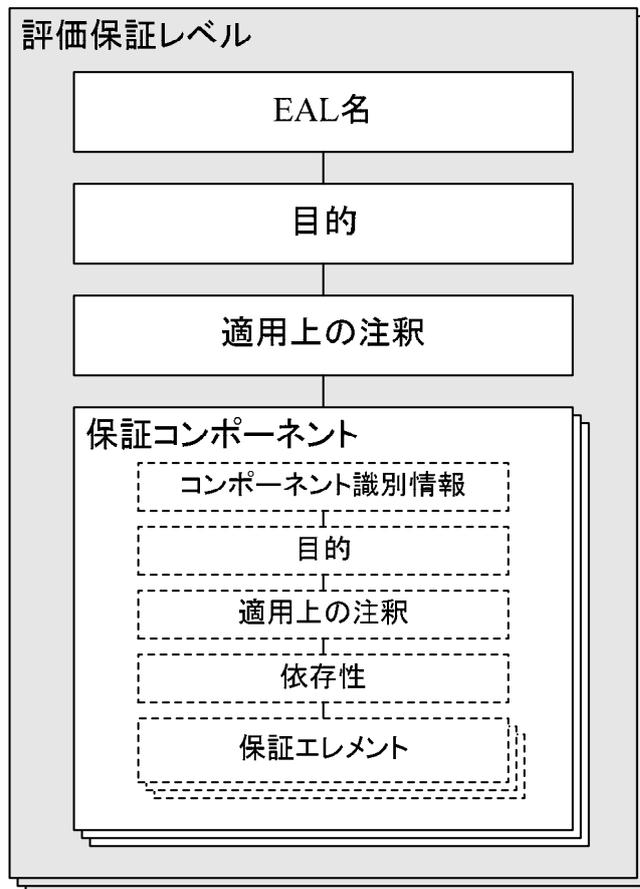 評価保証レベル
EAL名
目的
適用上の注釈
保証コンポーネント
コンポーネント識別情報
目的
適用上の注釈
依存性
保証エレメント